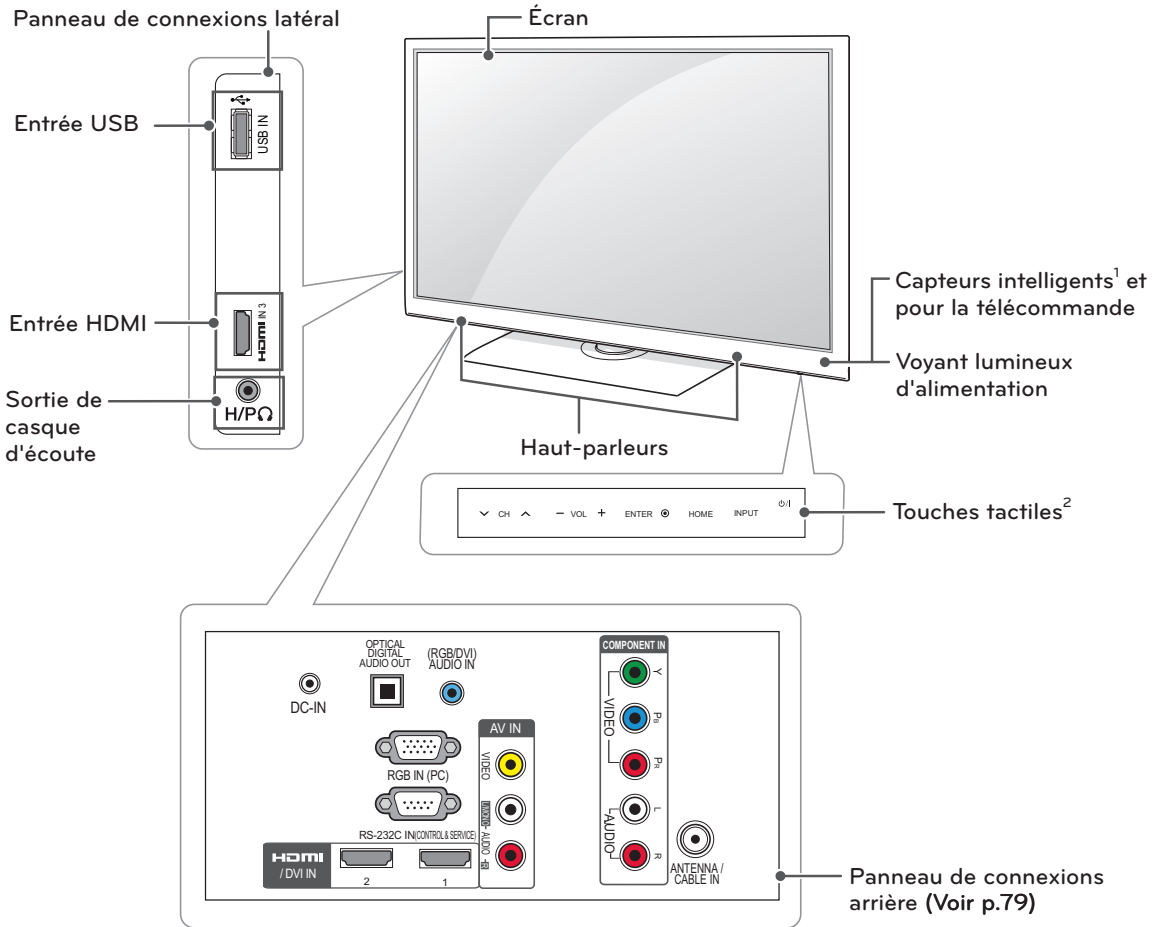 Panneau de connexions latéral
Écran
Entrée USB
USB IN
Entrée HDMI
HDMI IN 3
Sortie de
casque
d'écoute
H/P
Capteurs intelligents1 et
pour la télécommande
Voyant lumineux
d'alimentation
Haut-parleurs
CH - VOL + ENTER HOME INPUT ⏻/I
Touches tactiles2
DC-IN
OPTICAL
DIGITAL
AUDIO OUT
(RGB/DVI)
AUDIO IN
RGB IN (PC)
RS-232C IN(CONTROL & SERVICE)
HDMI
/ DVI IN
2
1
AV IN
VIDEO
L/MONO
AUDIO
R
COMPONENT IN
VIDEO
Y
PB
PR
AUDIO
L
R
ANTENNA /
CABLE IN
Panneau de connexions
arrière (Voir p.79)